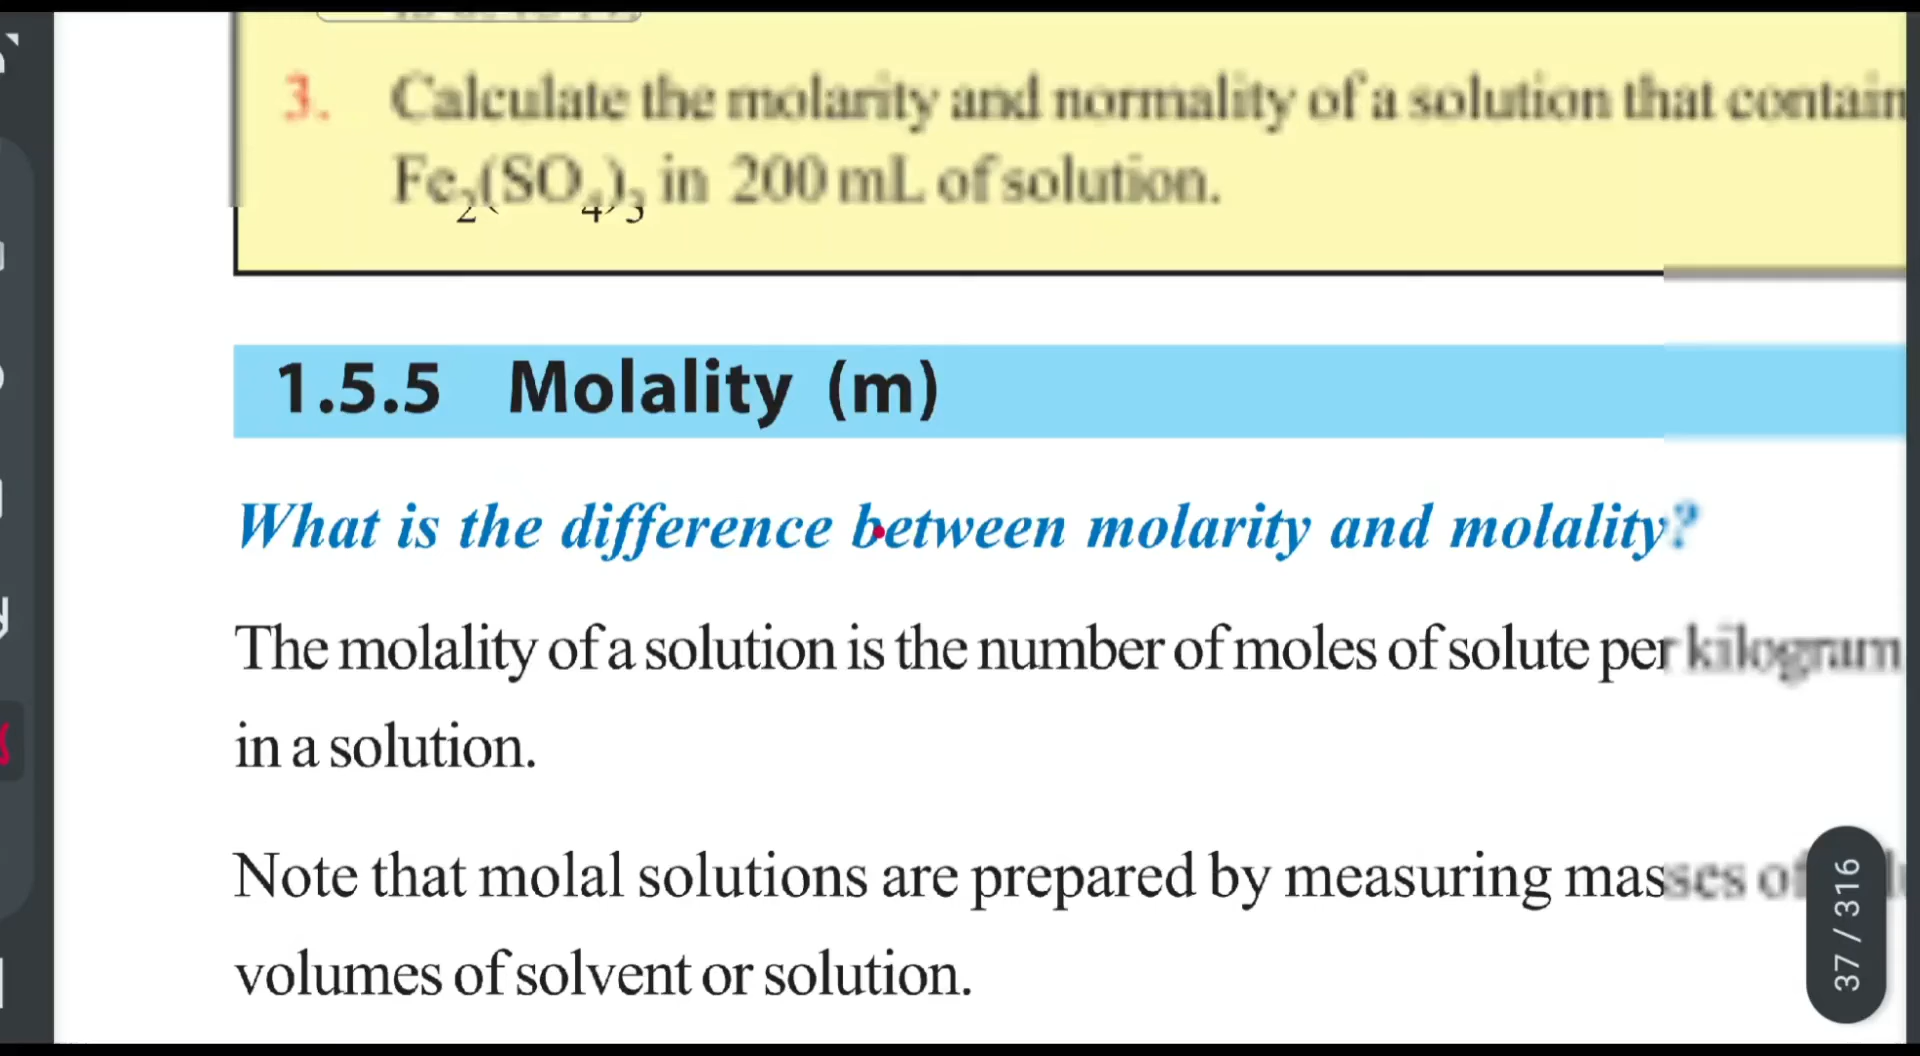 3. Calculate the molarity and normality of a solution that contain
Fe2(SO4)3 in 200 mL of solution.
1.5.5 Molality (m)
What is the difference between molarity and molality?
The molality of a solution is the number of moles of solute per kilogram
in a solution.
Note that molal solutions are prepared by measuring masses of
volumes of solvent or solution.
37 / 316